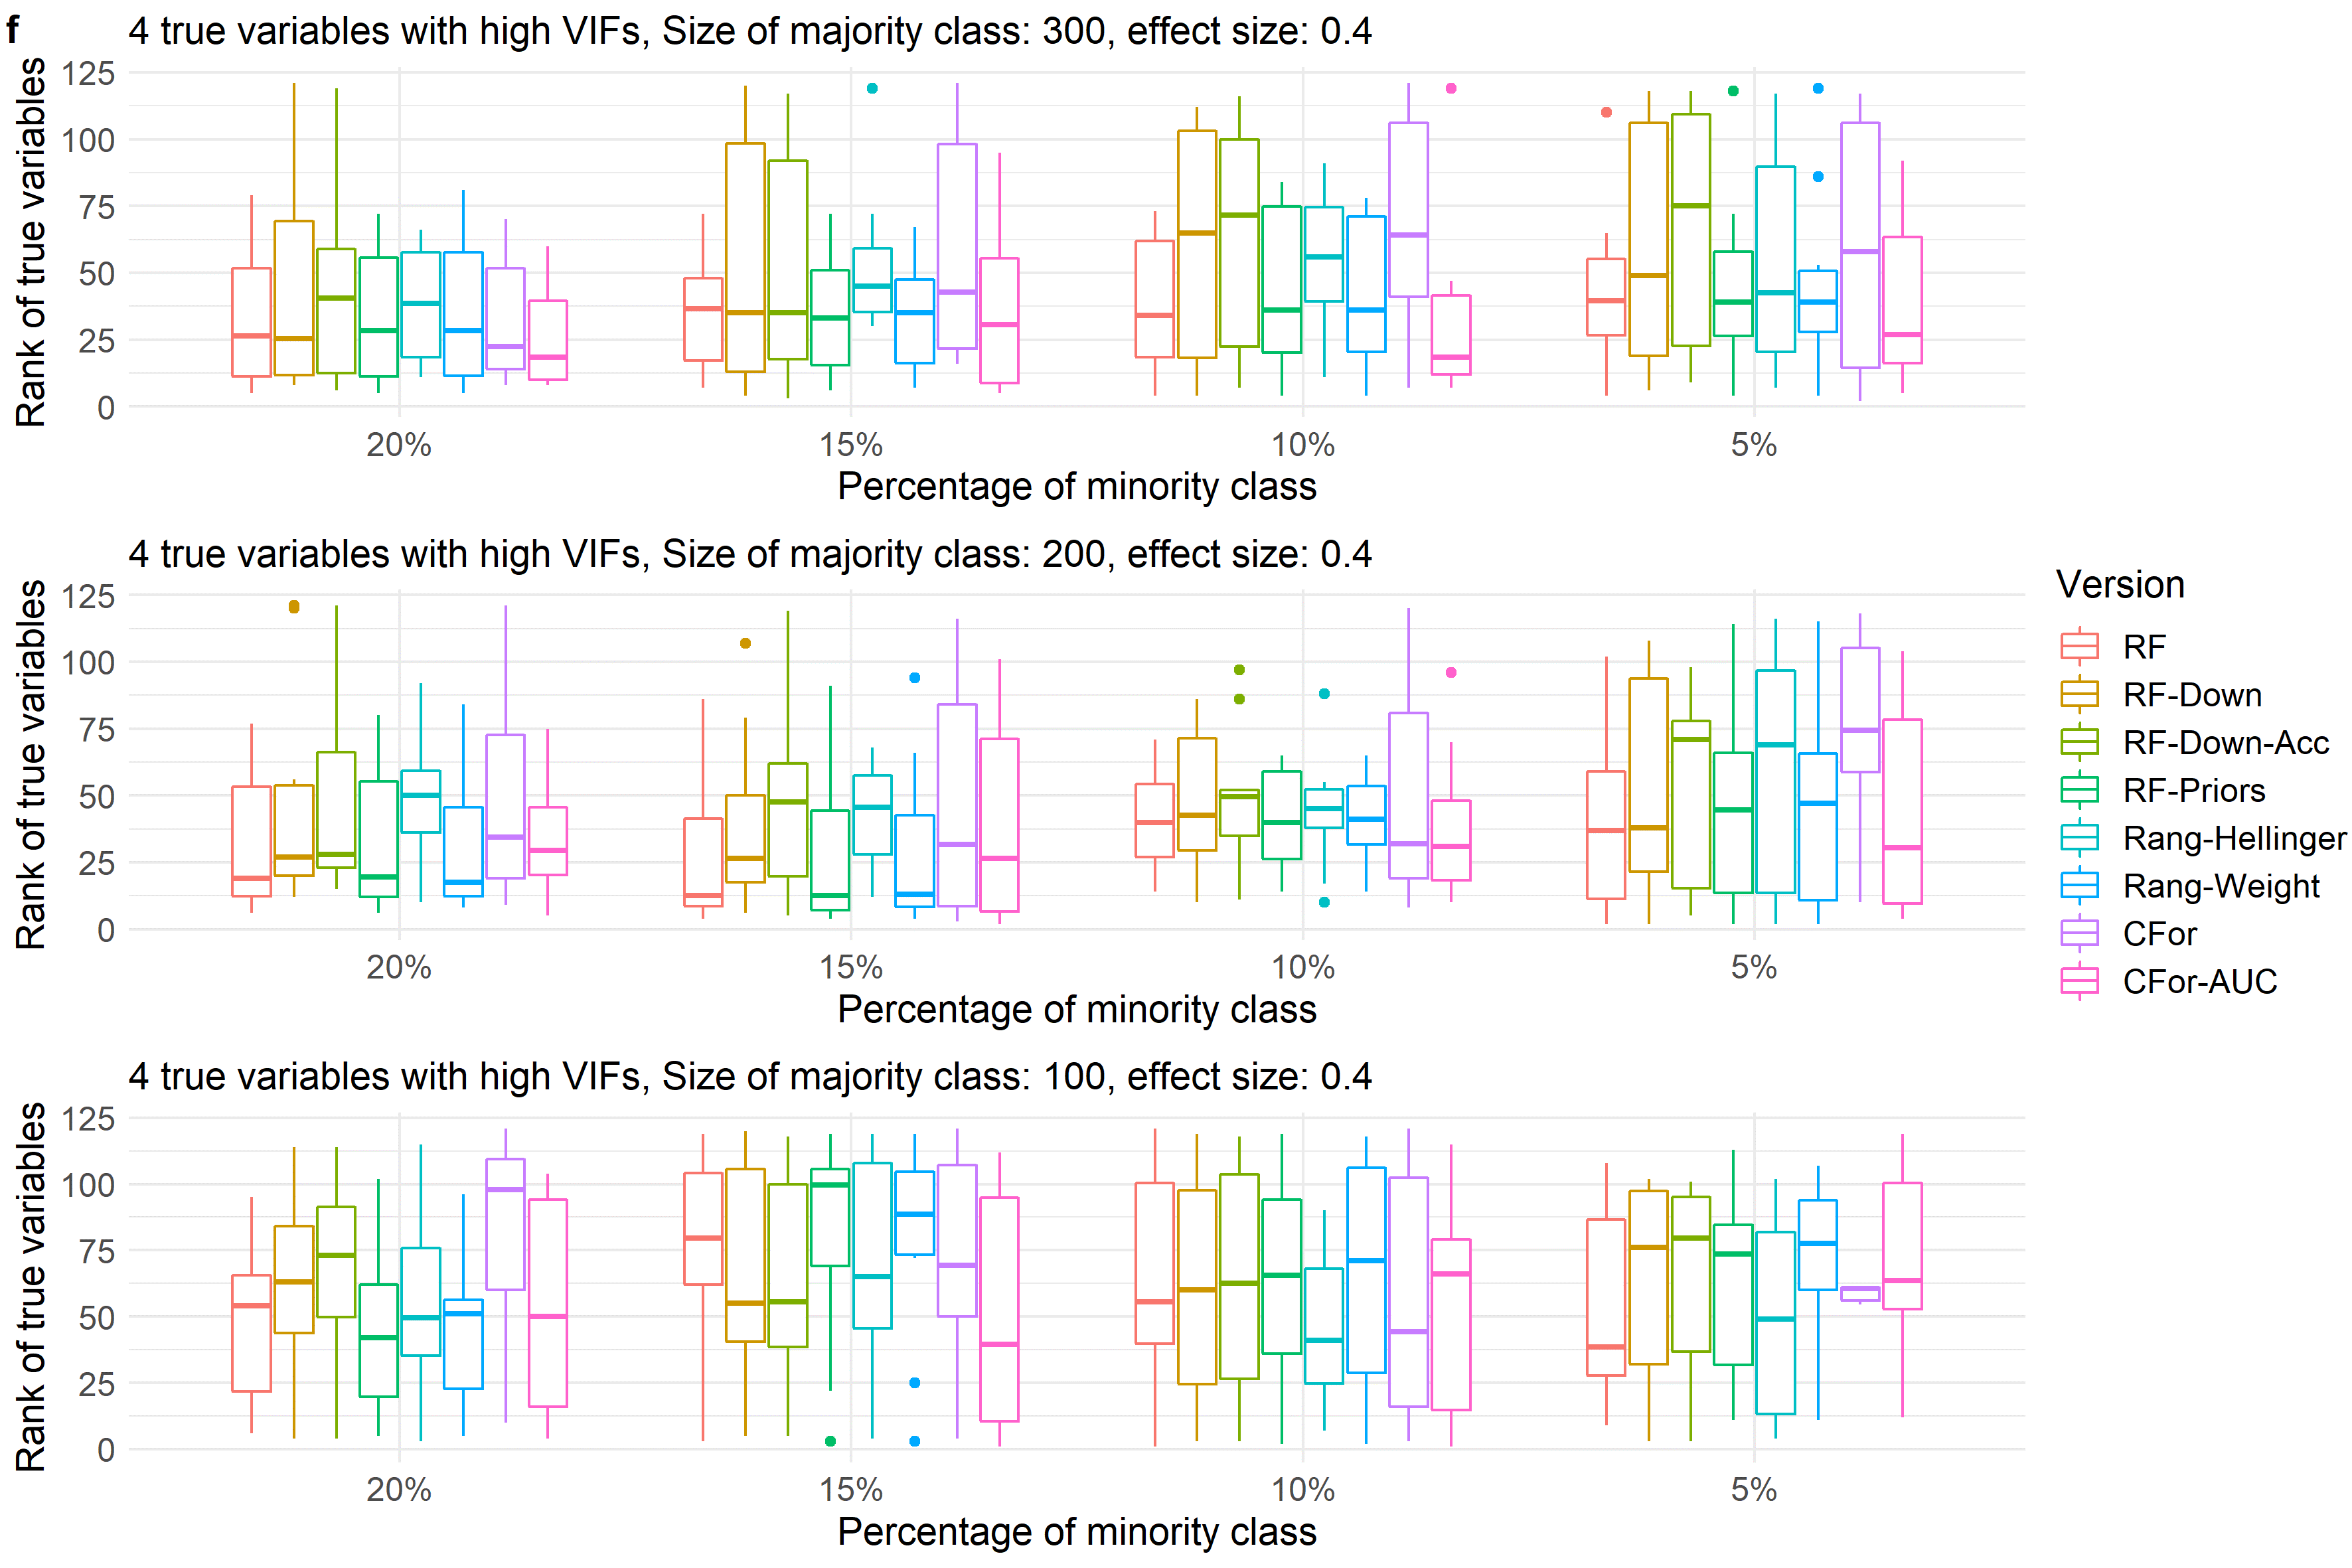 f
4 true variables with high VIFs, Size of majority class: 300, effect size: 0.4
Rank of true variables
125
100
75
50
25
0
20% 15% 10% 5%
Percentage of minority class
4 true variables with high VIFs, Size of majority class: 200, effect size: 0.4
Rank of true variables
125
100
75
50
25
0
20% 15% 10% 5%
Percentage of minority class
4 true variables with high VIFs, Size of majority class: 100, effect size: 0.4
Rank of true variables
125
100
75
50
25
0
20% 15% 10% 5%
Percentage of minority class
Version
RF
RF-Down
RF-Down-Acc
RF-Priors
Rang-Hellinger
Rang-Weight
CFor
CFor-AUC